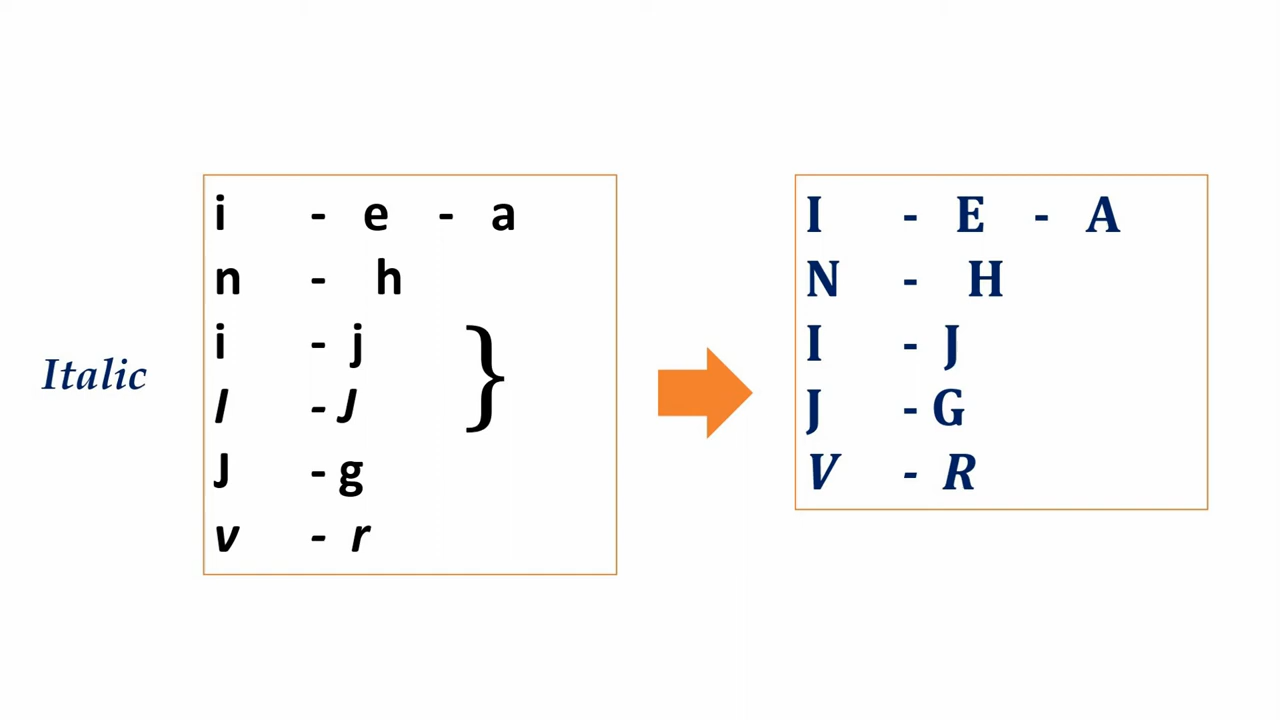 Italic
i - e - a
n - h
i - j
I - J
J - g
v - r
}
I - E - A
N - H
I - J
J - G
V - R